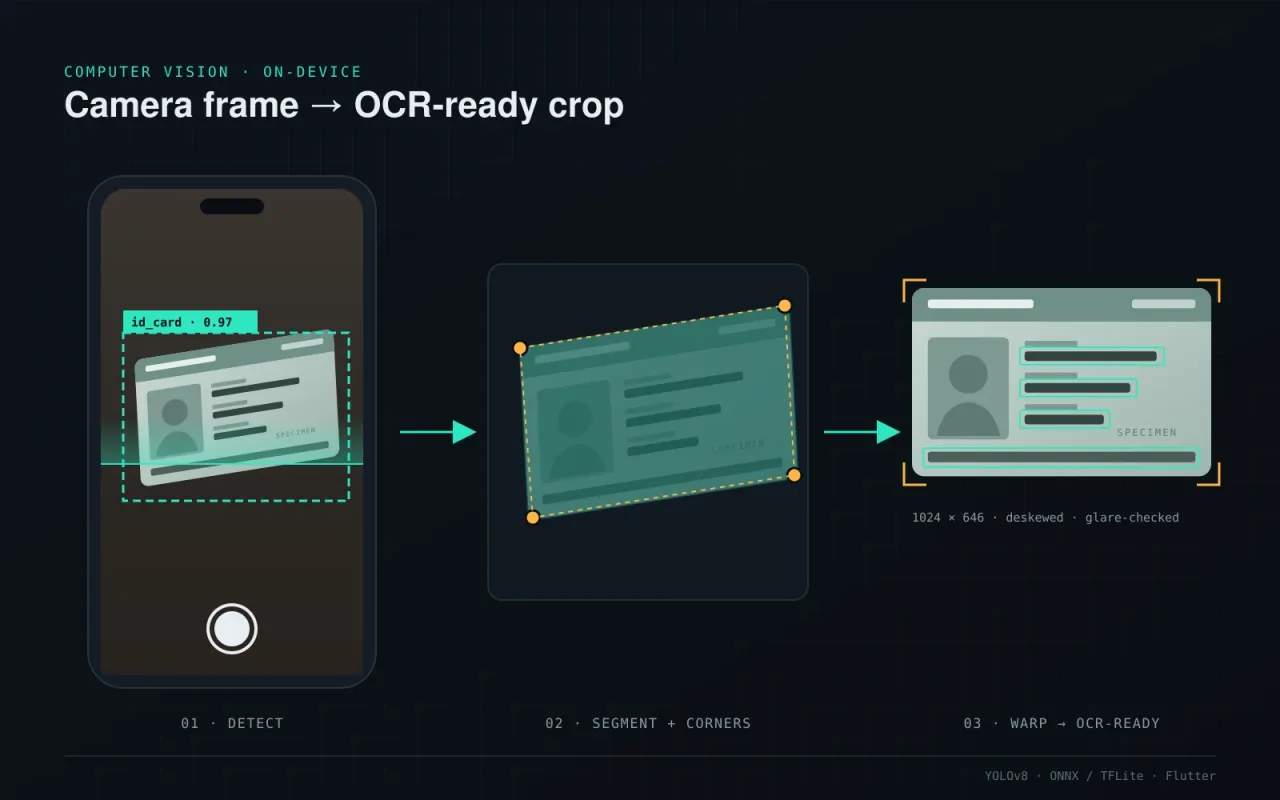 COMPUTER VISION · ON-DEVICE
Camera frame → OCR-ready crop
id_card · 0.97
SPECIMEN
SPECIMEN
SPECIMEN
1024 × 646 · deskewed · glare-checked
01 · DETECT
02 · SEGMENT + CORNERS
03 · WARP → OCR-READY
YOLOv8 · ONNX / TFLite · Flutter